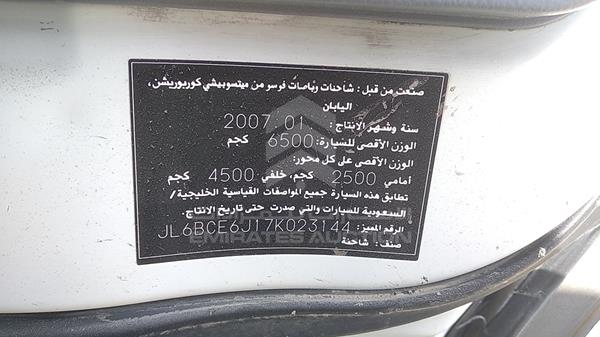 صنعت من قبل : شاحنات وباصات فوسو من ميتسوبيشي كوربوريشن،
اليابان
سنة وشهر الإنتاج : 2007. 01
الوزن الأقصى للسيارة: 6500 كجم
الوزن الأقصى على كل محور:
أمامي 2500 كجم، خلفي 4500 كجم
تطابق هذه السيارة جميع المواصفات القياسية الخليجية/
السعودية للسيارات والتي صدرت حتى تاريخ الإنتاج.
الرقم المميز: JL6BCE6J17K023144
صنف: شاحنة
EMIRATES AUCTION